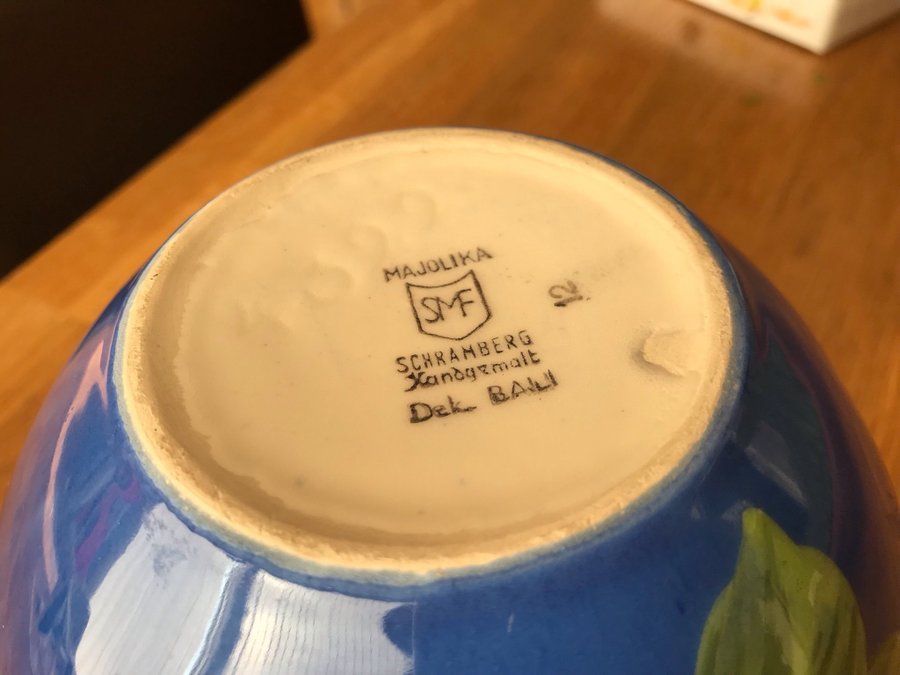 MAJOLIKA
SMF
SCHRAMBERG
Handgemalt
Dek. BALI
12